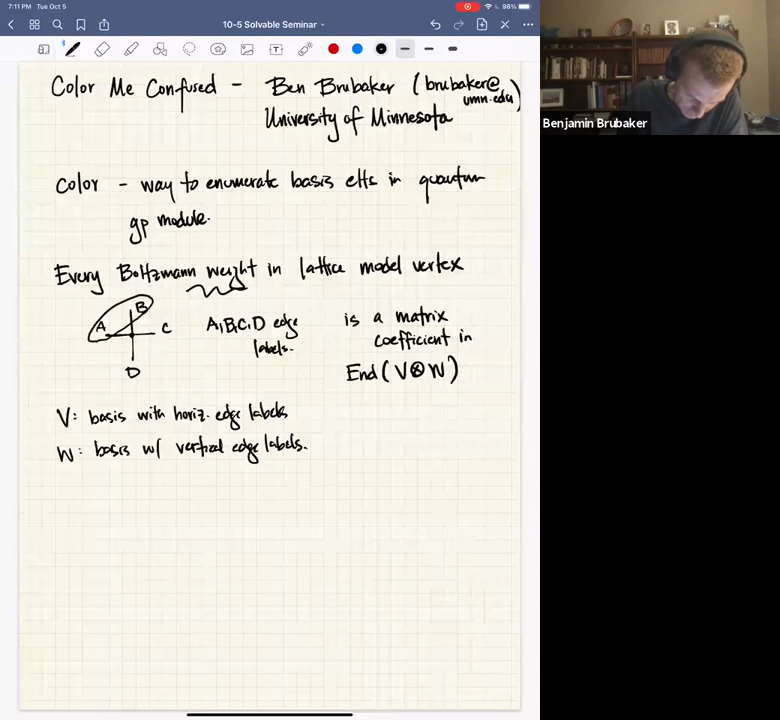 7:11 PM Tue Oct 5
98%
10-5 Solvable Seminar
Color Me Confused - Ben Brubaker (brubaker@
umn.edu)
University of Minnesota
Color - way to enumerate basis elts in quantum
gp module.
Every Boltzmann weight in lattice model vertex
A B C D
A,B,C,D edge labels.
is a matrix
coefficient in
End(V⊗W)
V: basis with horiz. edge labels
W: basis w/ vertical edge labels.
Benjamin Brubaker